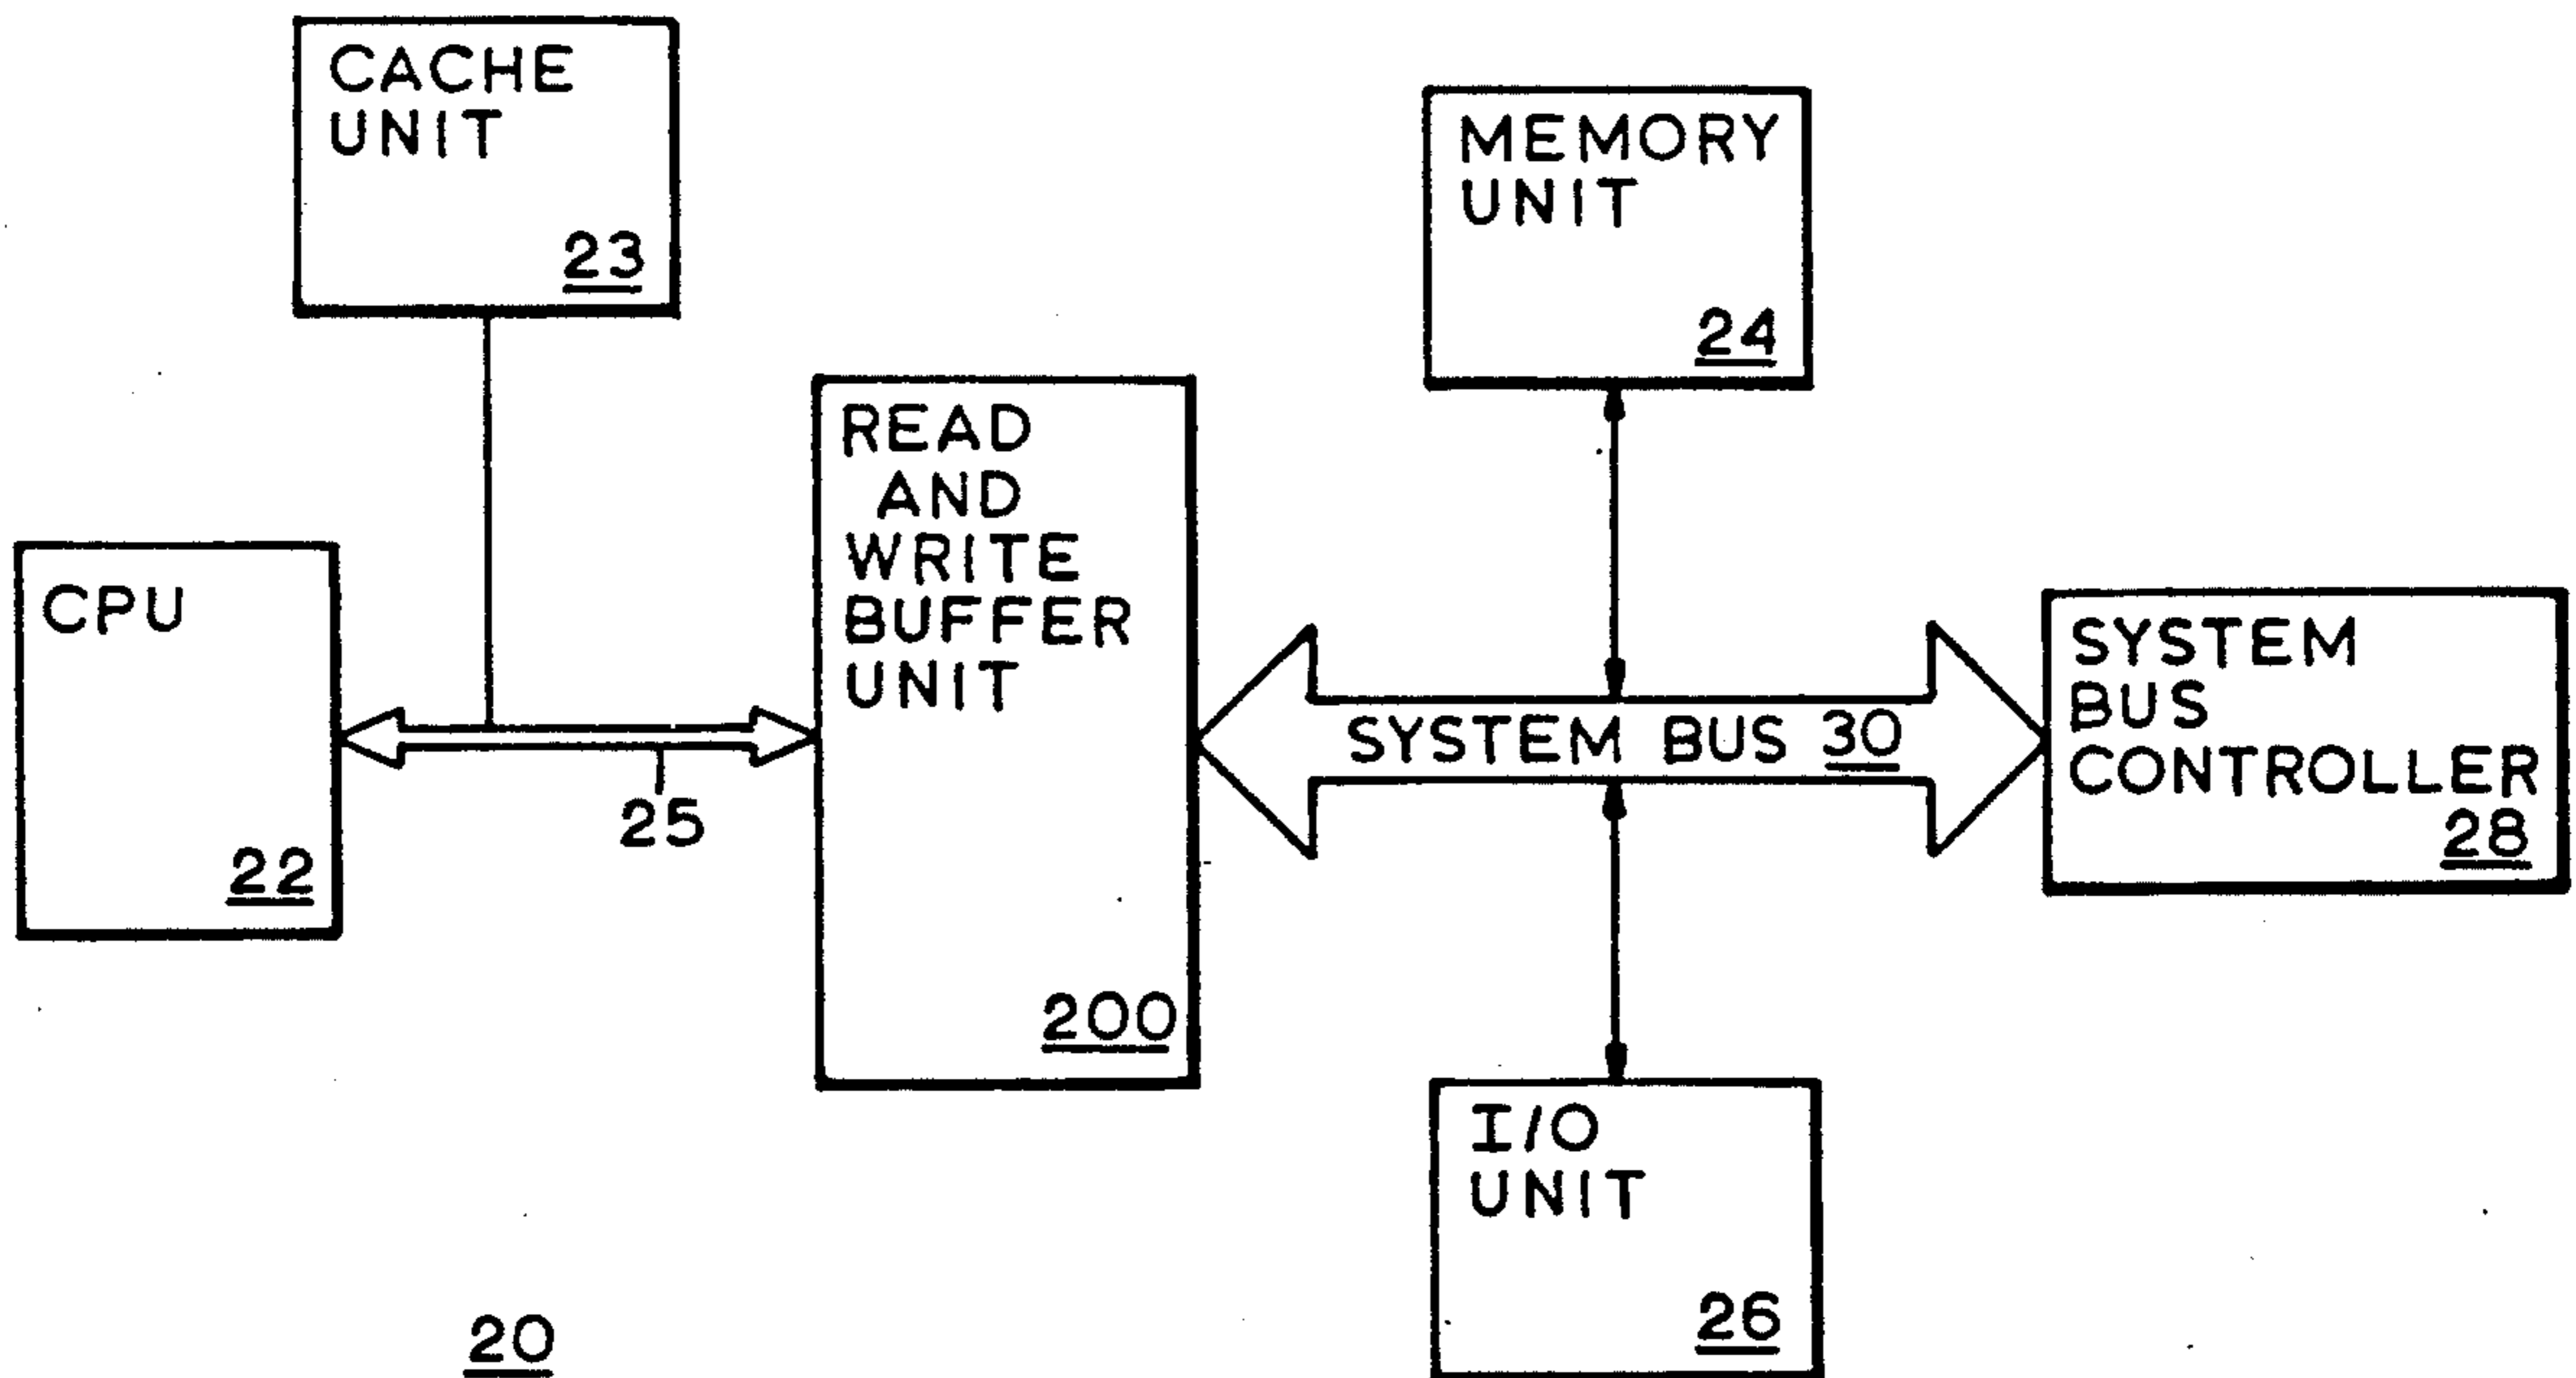 CACHE
UNIT
23
MEMORY
UNIT
24
READ
AND
WRITE
BUFFER
UNIT
200
CPU
22
25
SYSTEM BUS 30
SYSTEM
BUS
CONTROLLER
28
I/O
UNIT
26
20